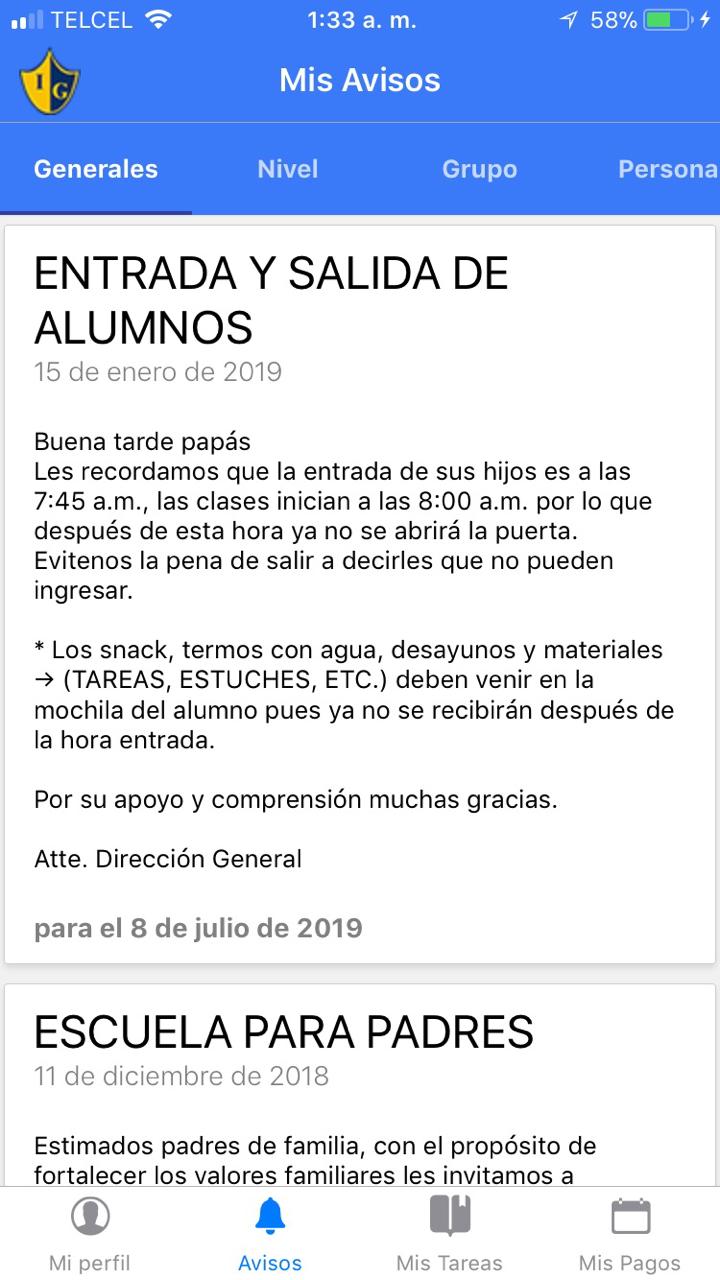 TELCEL 1:33 a. m. 58%
I G
Mis Avisos
Generales Nivel Grupo Persona
ENTRADA Y SALIDA DE
ALUMNOS
15 de enero de 2019
Buena tarde papás
Les recordamos que la entrada de sus hijos es a las
7:45 a.m., las clases inician a las 8:00 a.m. por lo que
después de esta hora ya no se abrirá la puerta.
Evitenos la pena de salir a decirles que no pueden
ingresar.
* Los snack, termos con agua, desayunos y materiales
→ (TAREAS, ESTUCHES, ETC.) deben venir en la
mochila del alumno pues ya no se recibirán después de
la hora entrada.
Por su apoyo y comprensión muchas gracias.
Atte. Dirección General
para el 8 de julio de 2019
ESCUELA PARA PADRES
11 de diciembre de 2018
Estimados padres de familia, con el propósito de
fortalecer los valores familiares les invitamos a
Mi perfil Avisos Mis Tareas Mis Pagos